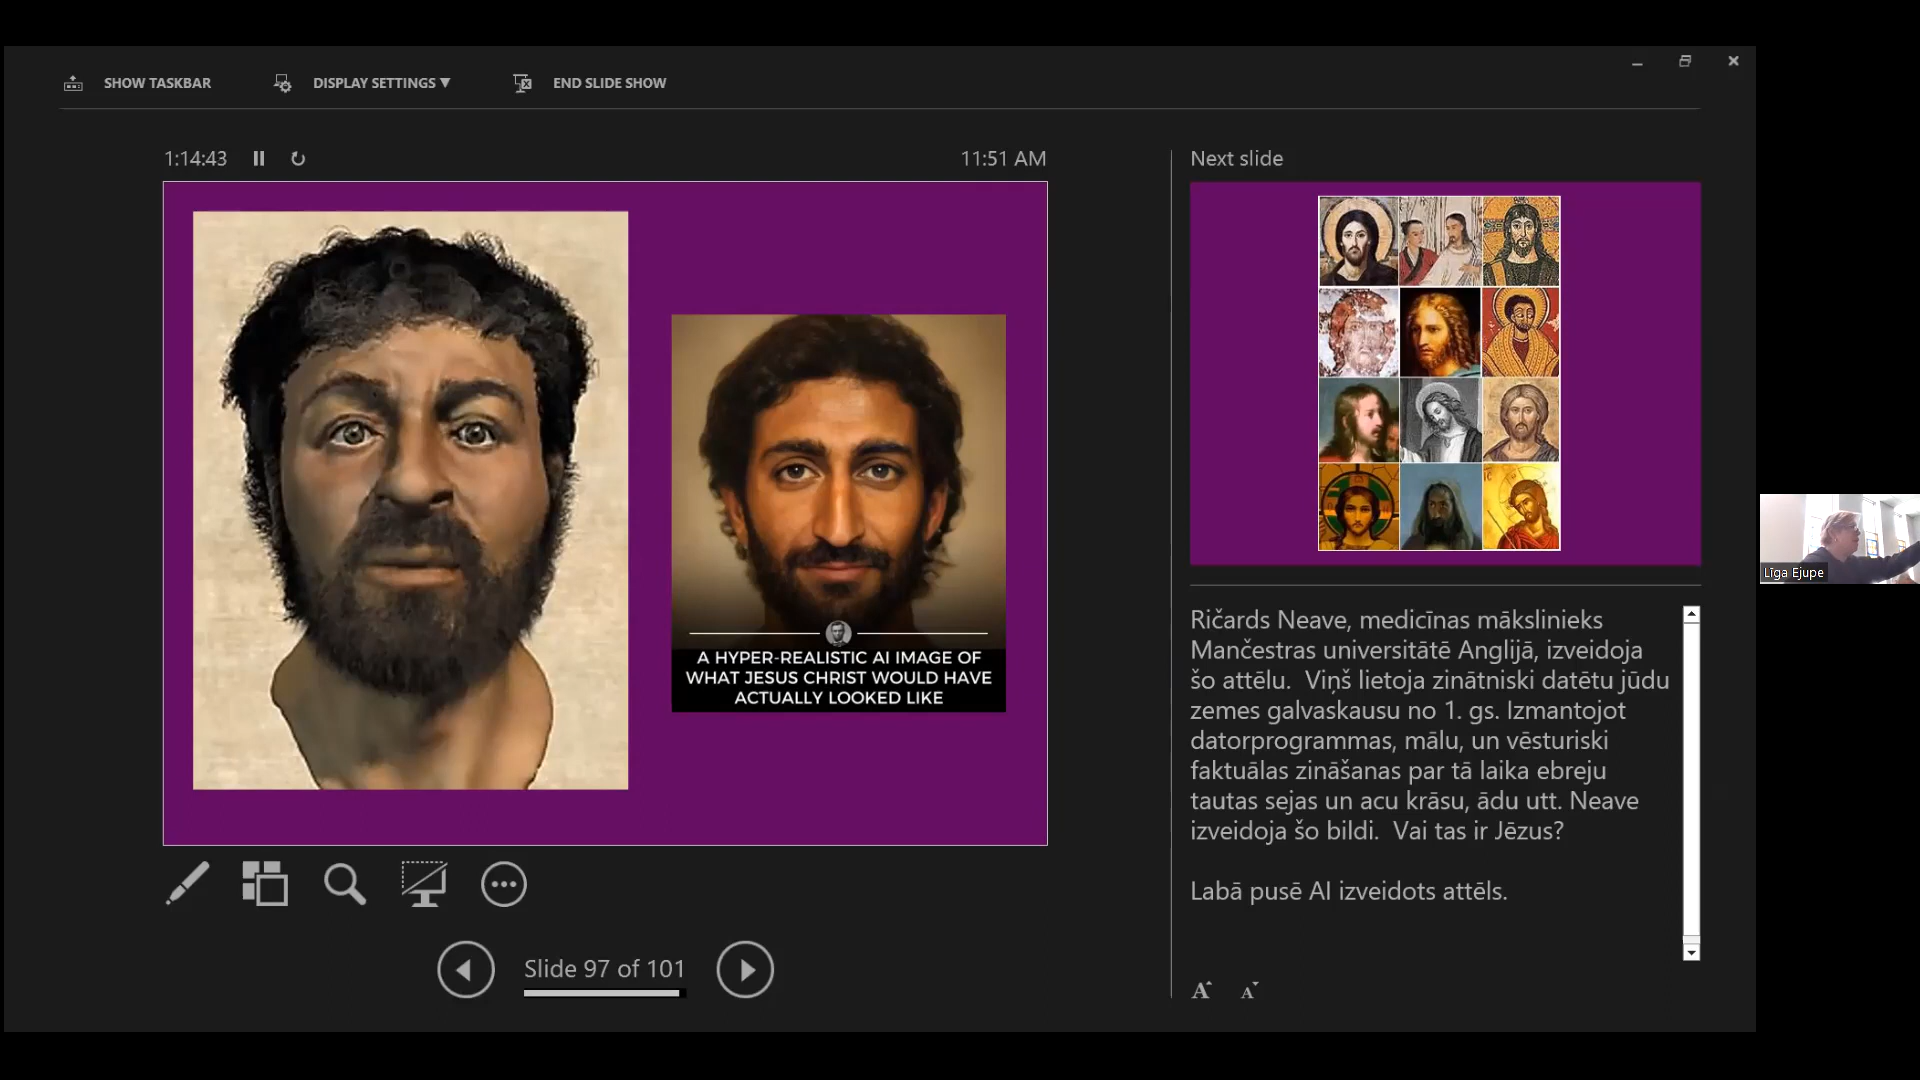 SHOW TASKBAR
DISPLAY SETTINGS ▼
END SLIDE SHOW
1:14:43
11:51 AM
A HYPER-REALISTIC AI IMAGE OF
WHAT JESUS CHRIST WOULD HAVE
ACTUALLY LOOKED LIKE
Slide 97 of 101
Next slide
Ričards Neave, medicīnas mākslinieks
Mančestras universitātē Anglijā, izveidoja
šo attēlu.  Viņš lietoja zinātniski datētu jūdu
zemes galvaskausu no 1. gs. Izmantojot
datorprogrammas, mālu, un vēsturiski
faktuālas zināšanas par tā laika ebreju
tautas sejas un acu krāsu, ādu utt. Neave
izveidoja šo bildi.  Vai tas ir Jēzus?
Labā pusē AI izveidots attēls.
A A
Līga Ejupe